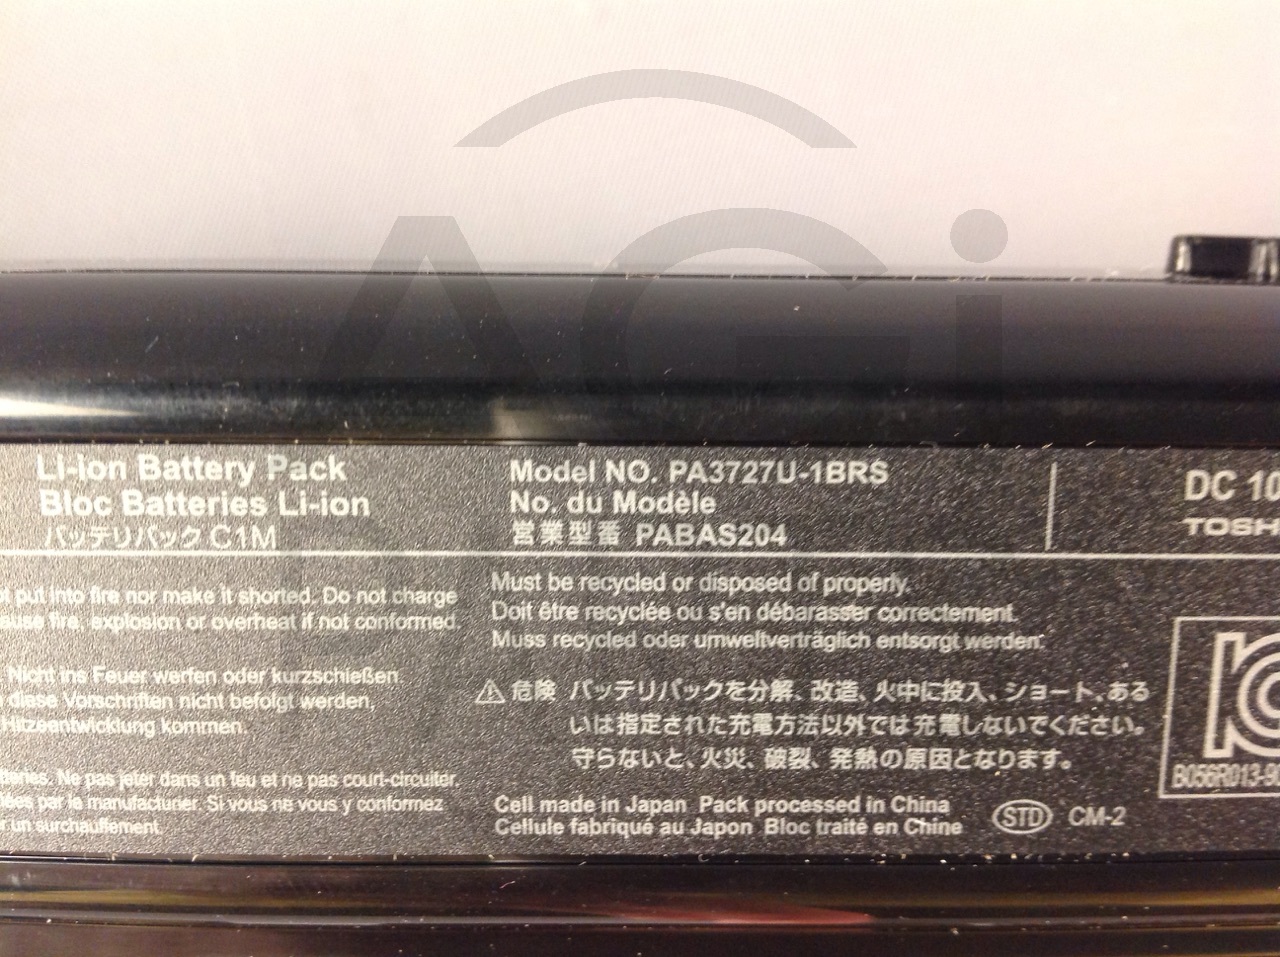 AGi
Li-ion Battery Pack
Bloc Batteries Li-ion
バッテリパック C1M
Model NO. PA3727U-1BRS
No. du Modèle
営業型番 PABAS204
DC 10
TOSH
put into fire nor make it shorted. Do not charge
fire, explosion or overheat if not conformed.
Nicht ins Feuer werfen oder kurzschießen.
diese Vorschriften nicht befolgt werden,
Hitzeentwicklung kommen.
Ne pas jeter dans un feu et ne pas court-circuiter.
par le manufacturier. Si vous ne vous y conformez
un surchauffement.
Must be recycled or disposed of properly.
Doit être recyclée ou s'en débarasser correctement.
Muss recycled oder umweltverträglich entsorgt werden.
危険 バッテリパックを分解、改造、火中に投入、ショート、ある
いは指定された充電方法以外では充電しないでください。
守らないと、火災、破裂、発熱の原因となります。
Cell made in Japan Pack processed in China
Cellule fabriqué au Japon Bloc traité en Chine
STD CM-2
B056R013-9